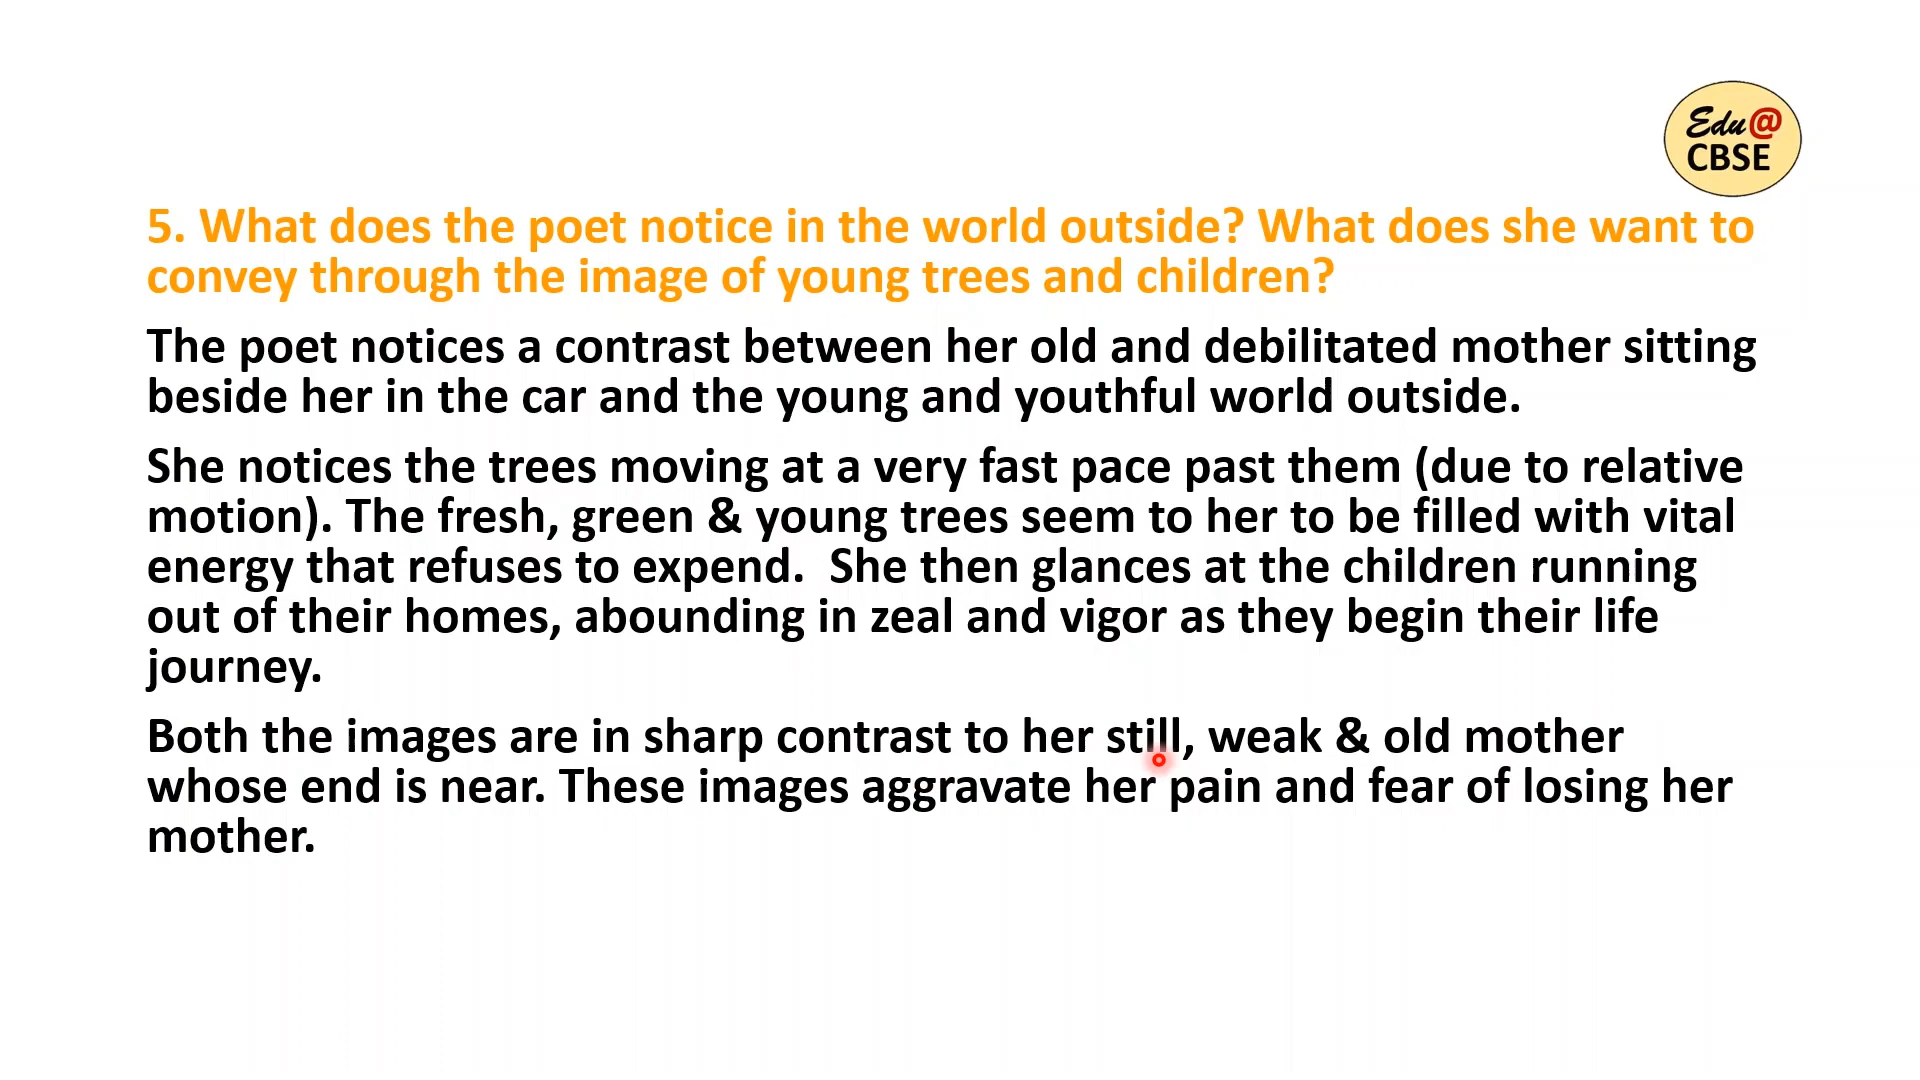 Edu@
CBSE
5. What does the poet notice in the world outside? What does she want to
convey through the image of young trees and children?
The poet notices a contrast between her old and debilitated mother sitting
beside her in the car and the young and youthful world outside.
She notices the trees moving at a very fast pace past them (due to relative
motion). The fresh, green & young trees seem to her to be filled with vital
energy that refuses to expend.  She then glances at the children running
out of their homes, abounding in zeal and vigor as they begin their life
journey.
Both the images are in sharp contrast to her still, weak & old mother
whose end is near. These images aggravate her pain and fear of losing her
mother.